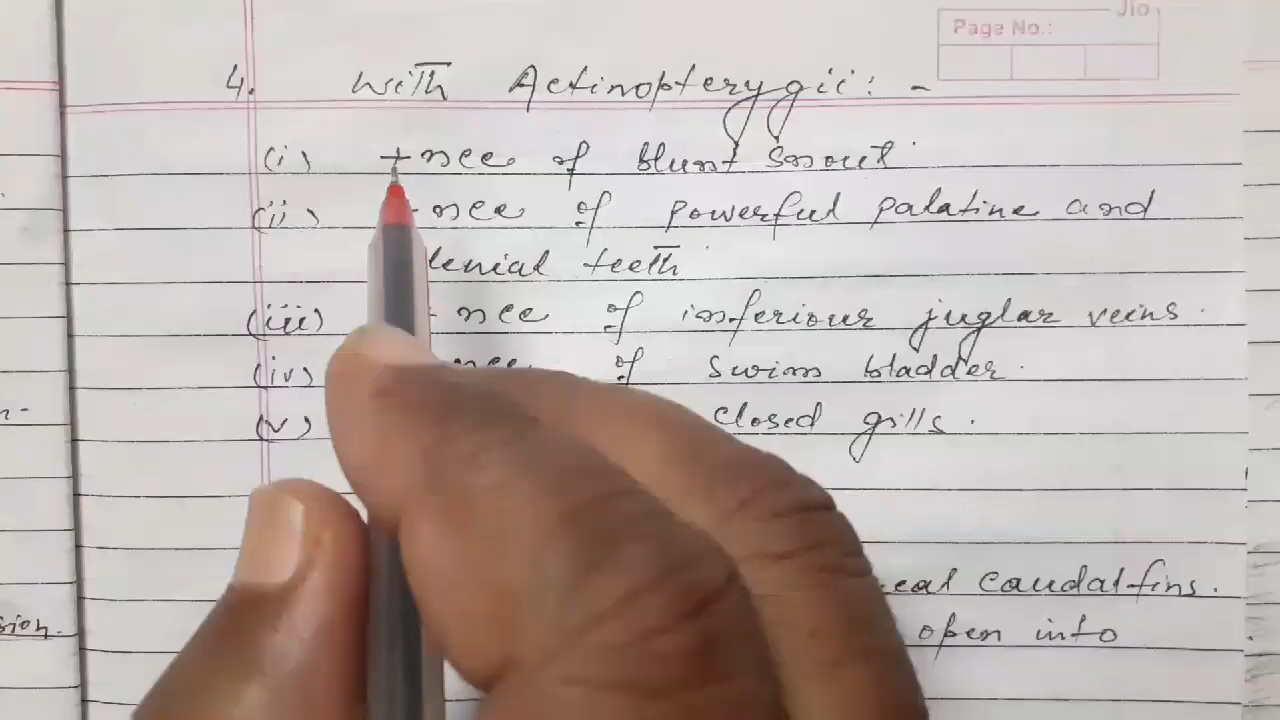 Jio
Page No.:
4. with Actinopterygii: -
(i) +nce of blunt snout
(ii) +nce of powerful palatine and
lenial teeth
(iii) +nce of inferiour juglar veins.
(iv) nce of swim bladder.
(v) closed gills.
eal caudal fins.
sion. open into